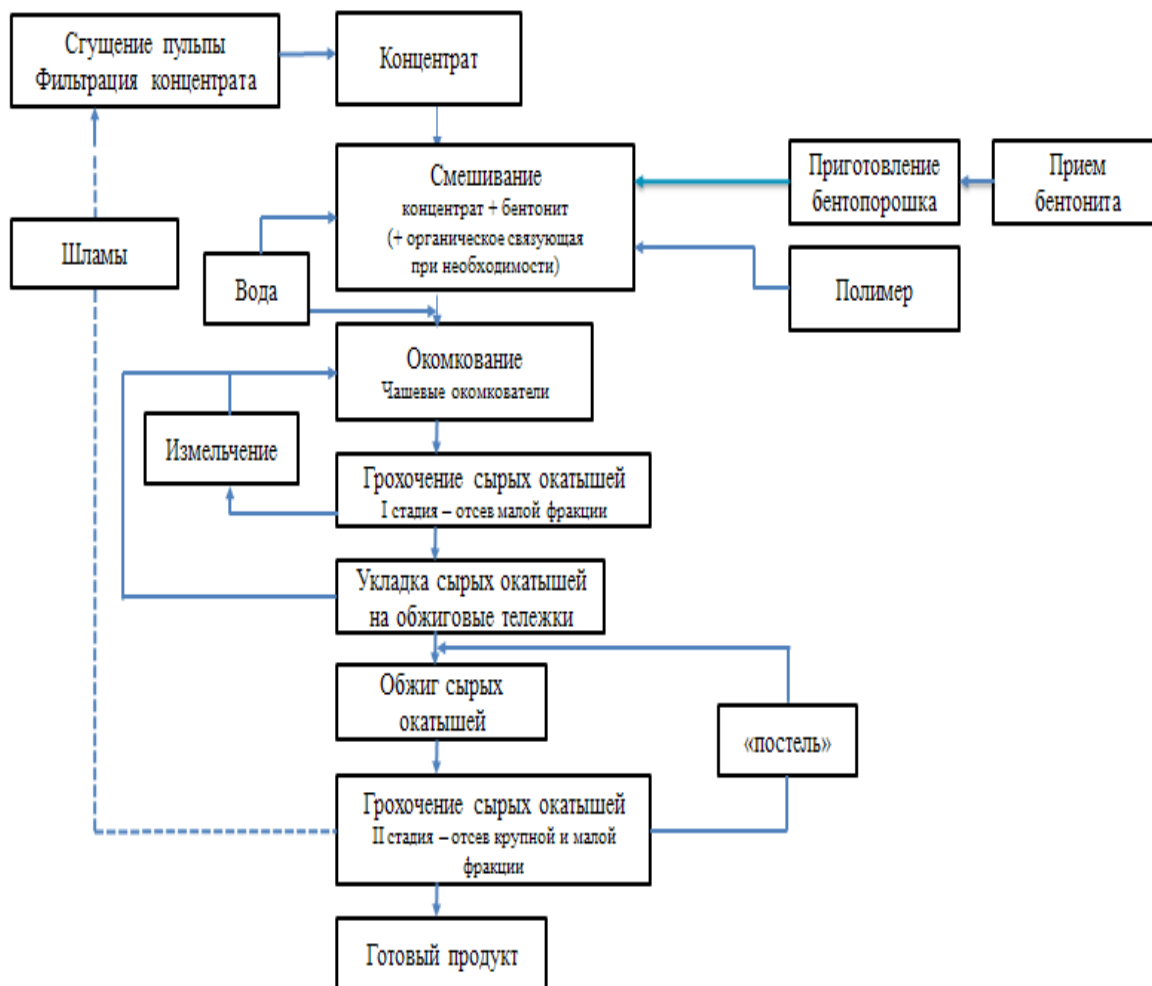 Сгущение пульпы
Фильтрация концентрата
Концентрат
Смешивание
концентрат + бентонит
(+ органическое связующая
при необходимости)
Приготовление
бентопорошка
Прием
бентонита
Шламы
Вода
Полимер
Окомкование
Чашевые окомкователи
Измельчение
Грохочение сырых окатышей
I стадия – отсев малой фракции
Укладка сырых окатышей
на обжиговые тележки
Обжиг сырых
окатышей
«постель»
Грохочение сырых окатышей
II стадия – отсев крупной и малой
фракции
Готовый продукт